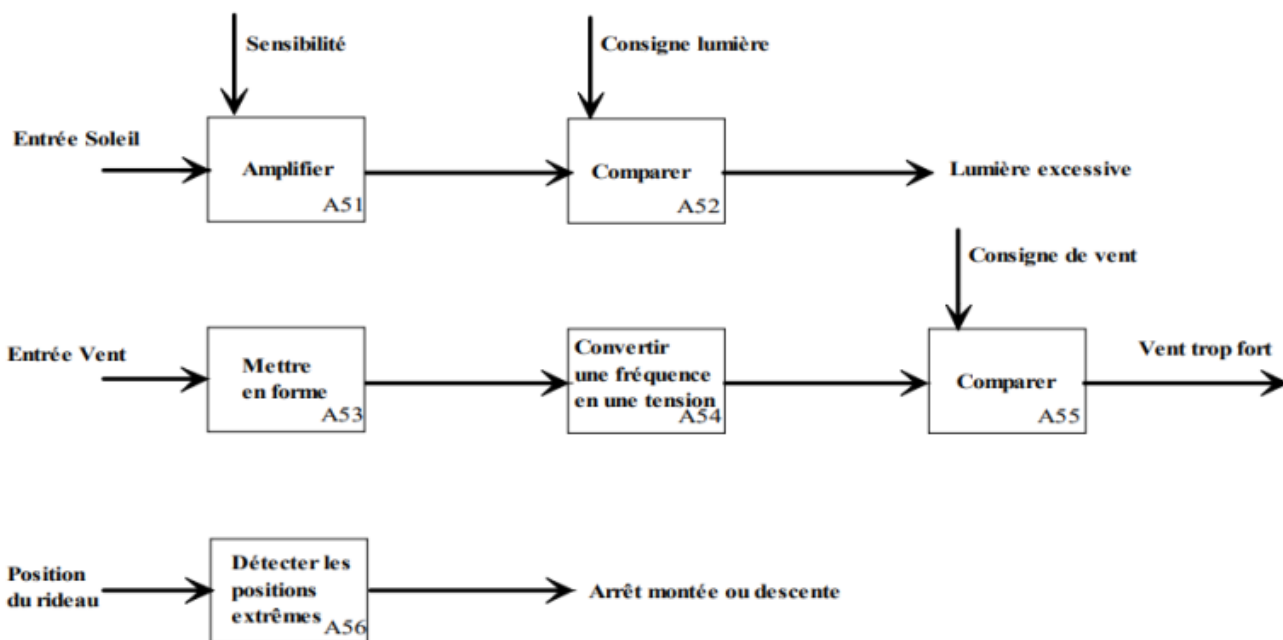 Sensibilité
Consigne lumière
Entrée Soleil
Amplifier
A51
Comparer
A52
Lumière excessive
Consigne de vent
Entrée Vent
Mettre
en forme
A53
Convertir
une fréquence
en une tension
A54
Comparer
A55
Vent trop fort
Position
du rideau
Détecter les
positions
extrêmes
A56
Arrêt montée ou descente